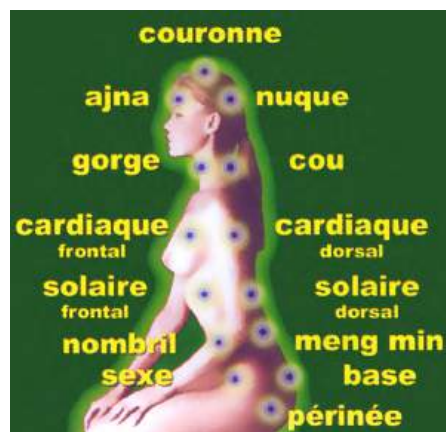 couronne
ajna nuque
gorge cou
cardiaque cardiaque
frontal dorsal
solaire solaire
frontal dorsal
nombril meng min
sexe base
périnée